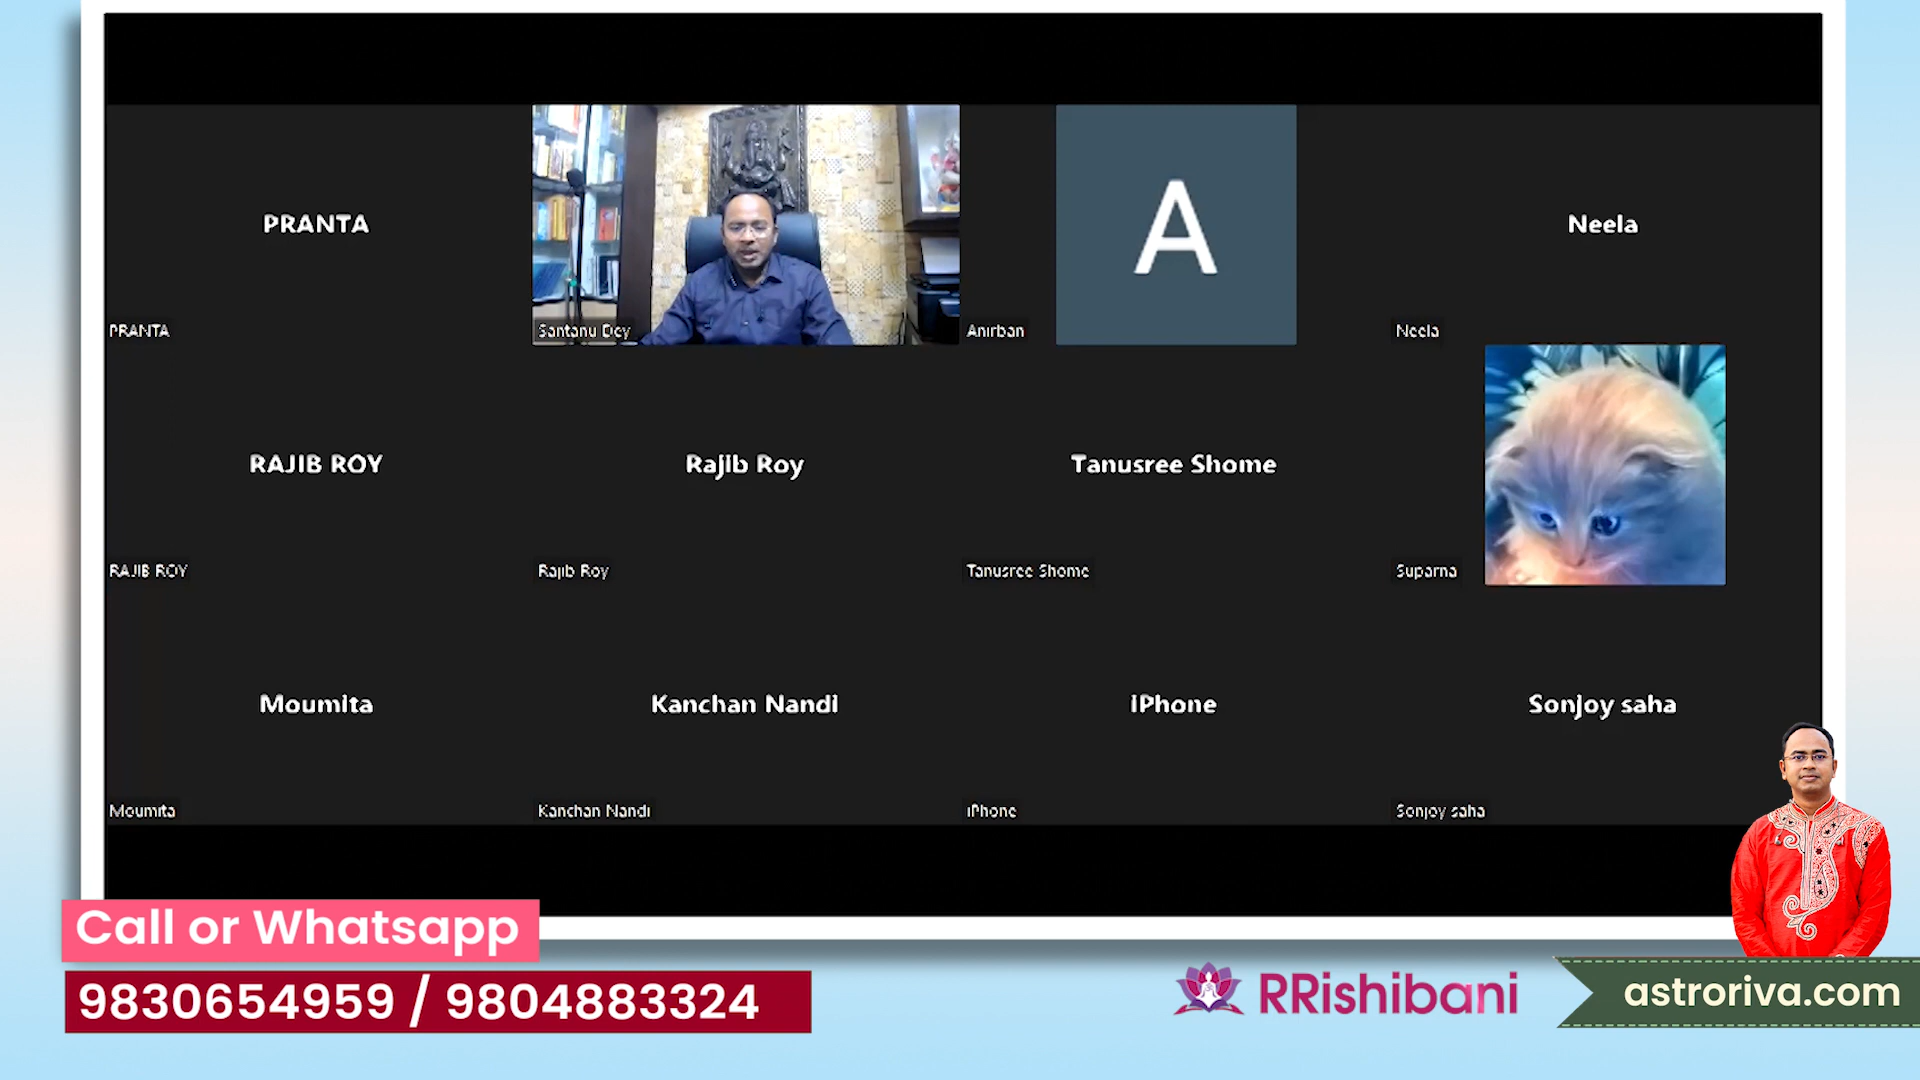 PRANTA
A
Neela
PRANTA
Santanu Dey
Anirban
Neela
RAJIB ROY
Rajib Roy
Tanusree Shome
RAJIB ROY
Rajib Roy
Tanusree Shome
Suparna
Moumita
Kanchan Nandi
iPhone
Sonjoy saha
Moumita
Kanchan Nandi
iPhone
Sonjoy saha
Call or Whatsapp
9830654959 / 9804883324
RRishibani
astroriva.com